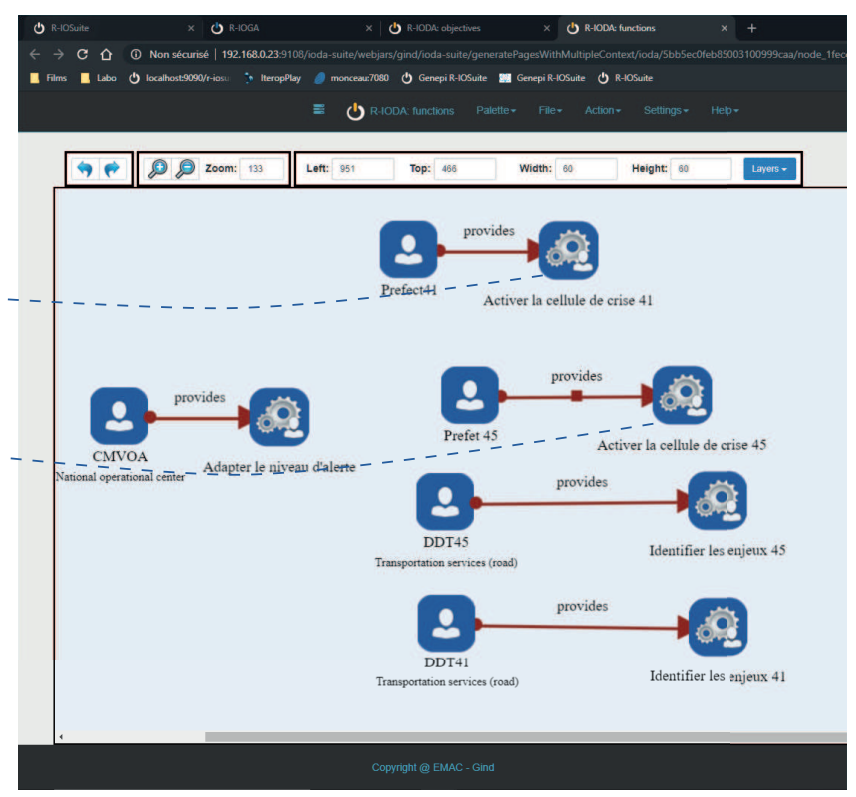 R-IOSuite × R-IOGA × R-IODA: objectives × R-IODA: functions × +
Non sécurisé | 192.168.0.23:9108/ioda-suite/webjars/gind/ioda-suite/generatePagesWithMultipleContext/ioda/5bb5ec0feb85003100999caa/node_1fec
Films Labo localhost:9090/r-iosu IteropPlay monceau:7080 Genepi R-IOSuite Genepi R-IOSuite R-IOSuite
R-IODA: functions Palette File Action Settings Help
Zoom: 133 Left: 951 Top: 466 Width: 60 Height: 60 Layers
provides
Prefect41
Activer la cellule de crise 41
provides
provides
Prefet 45
Activer la cellule de crise 45
CMVOA
Adapter le niveau d'alerte
National operational center
provides
DDT45
Identifier les enjeux 45
Transportation services (road)
provides
DDT41
Identifier les enjeux 41
Transportation services (road)
Copyright @ EMAC - Gind